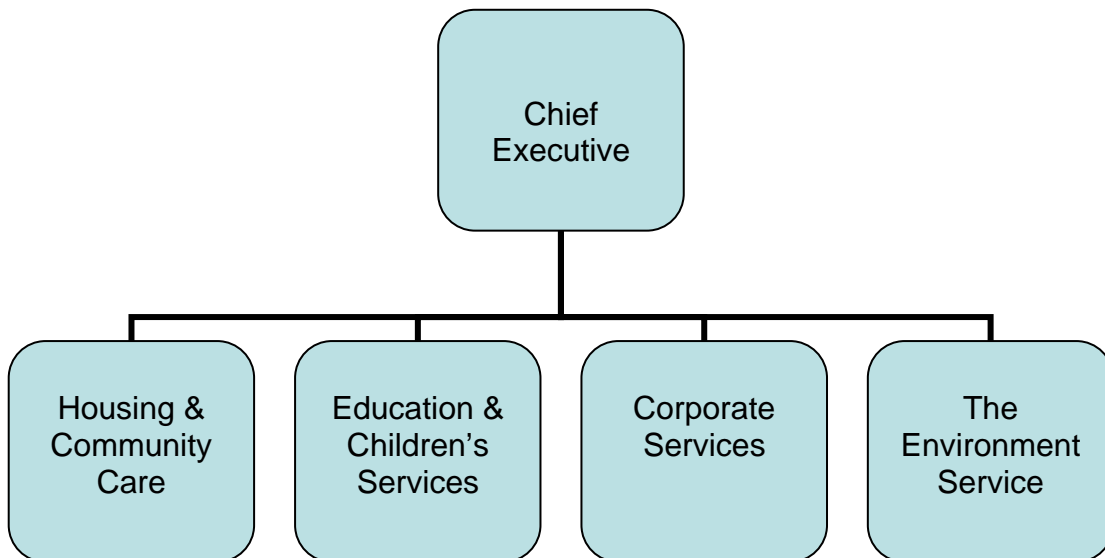 Chief
Executive
Housing &
Community
Care
Education &
Children’s
Services
Corporate
Services
The
Environment
Service